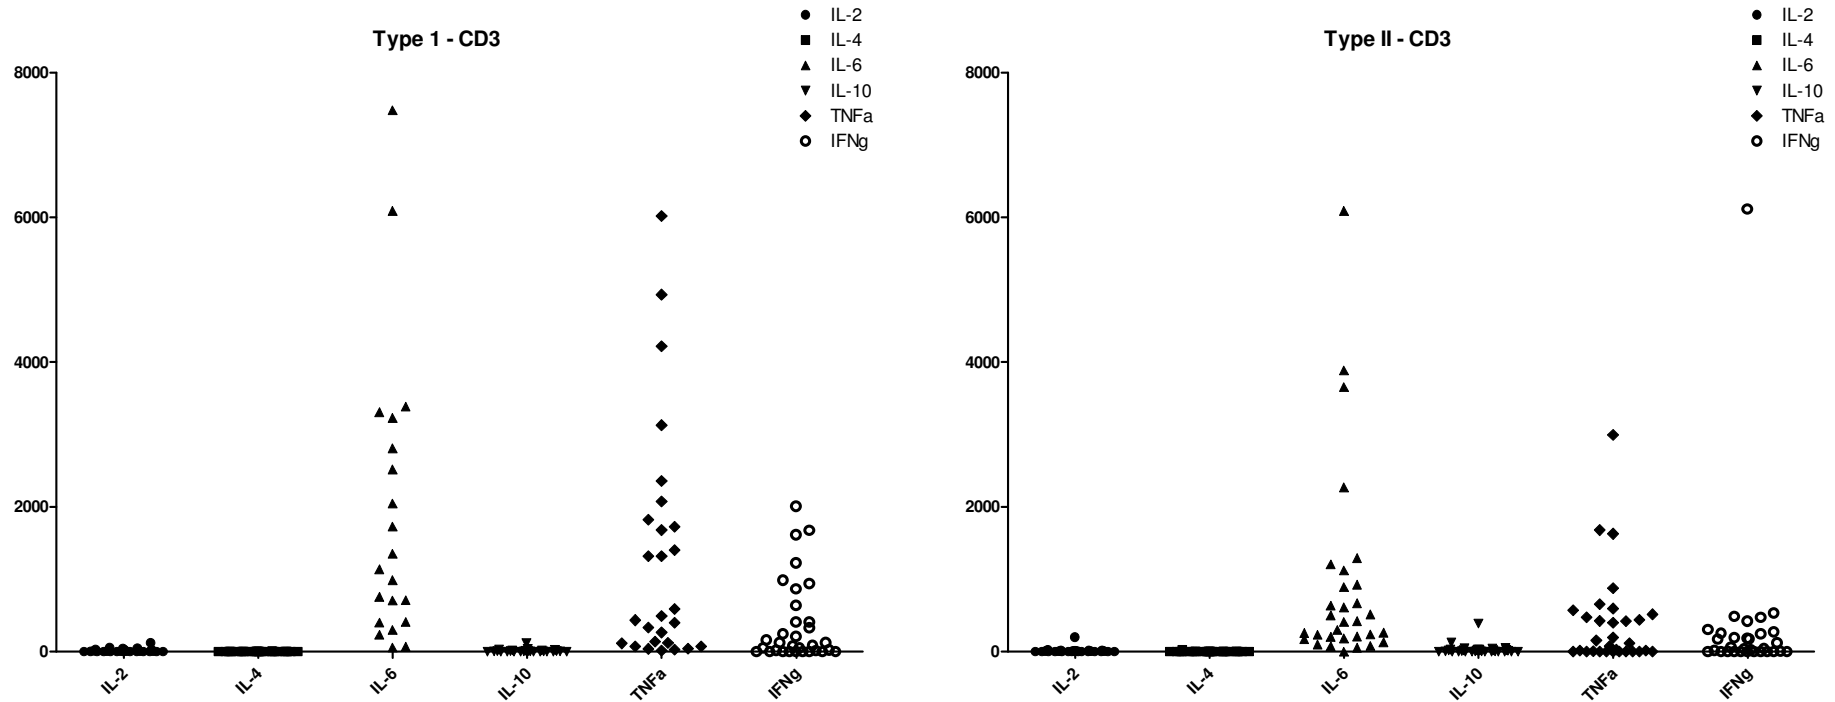 Type 1 - CD3
IL-2
IL-4
IL-6
IL-10
TNFa
IFNg
8000
6000
4000
2000
0
IL-2
IL-4
IL-6
IL-10
TNFa
IFNg
Type II - CD3
IL-2
IL-4
IL-6
IL-10
TNFa
IFNg
8000
6000
4000
2000
0
IL-2
IL-4
IL-6
IL-10
TNFa
IFNg